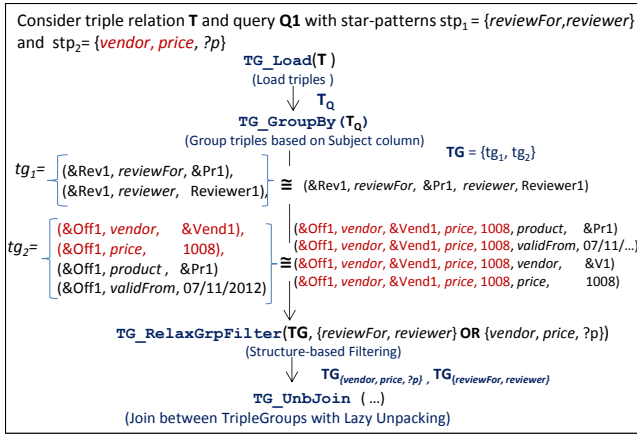 Consider triple relation T and query Q1 with star-patterns stp1 = {reviewFor,reviewer}
and stp2= {vendor, price, ?p}
TG_Load(T )
(Load triples )
TQ
TG_GroupBy(TQ)
(Group triples based on Subject column)
TG = {tg1, tg2}
tg1= (&Rev1, reviewFor, &Pr1),
(&Rev1, reviewer, Reviewer1),
≅ (&Rev1, reviewFor, &Pr1, reviewer, Reviewer1)
tg2= (&Off1, vendor, &Vend1),
(&Off1, price, 1008),
(&Off1, product , &Pr1)
(&Off1, validFrom, 07/11/2012)
≅
(&Off1, vendor, &Vend1, price, 1008, product, &Pr1)
(&Off1, vendor, &Vend1, price, 1008, validFrom, 07/11/…)
(&Off1, vendor, &Vend1, price, 1008, vendor, &V1)
(&Off1, vendor, &Vend1, price, 1008, price, 1008)
TG_RelaxGrpFilter(TG, {reviewFor, reviewer} OR {vendor, price, ?p})
(Structure-based Filtering)
TG{vendor, price, ?p} , TG{reviewFor, reviewer}
TG_UnbJoin (…)
(Join between TripleGroups with Lazy Unpacking)